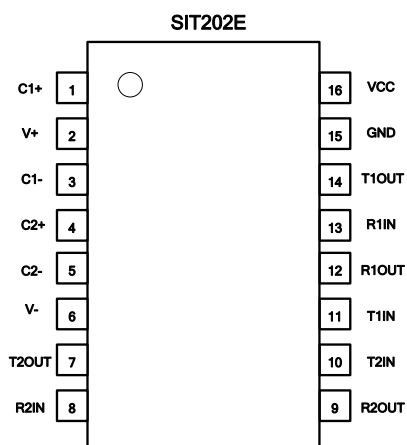 SIT202E
C1+ 1 16 VCC
V+ 2 15 GND
C1- 3 14 T1OUT
C2+ 4 13 R1IN
C2- 5 12 R1OUT
V- 6 11 T1IN
T2OUT 7 10 T2IN
R2IN 8 9 R2OUT